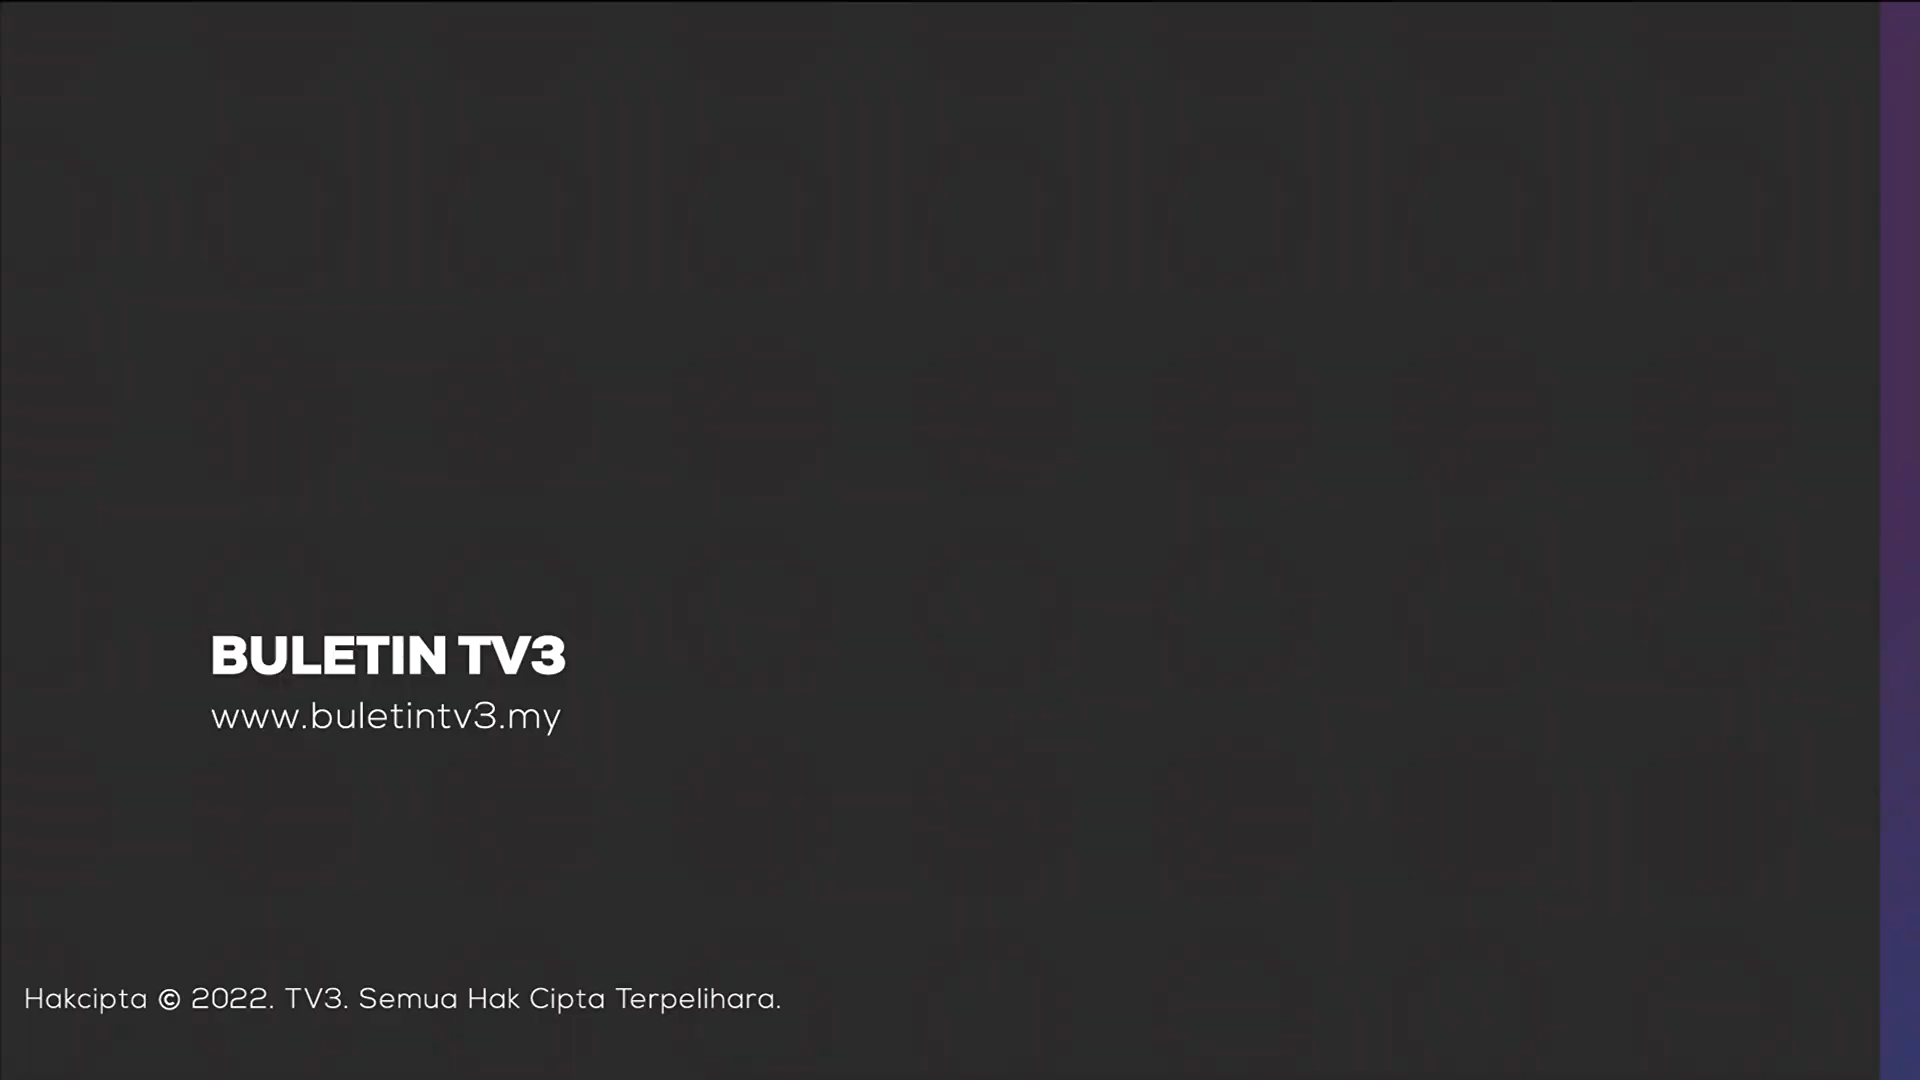 BULETIN TV3
www.buletintv3.my
Hakcipta © 2022. TV3. Semua Hak Cipta Terpelihara.